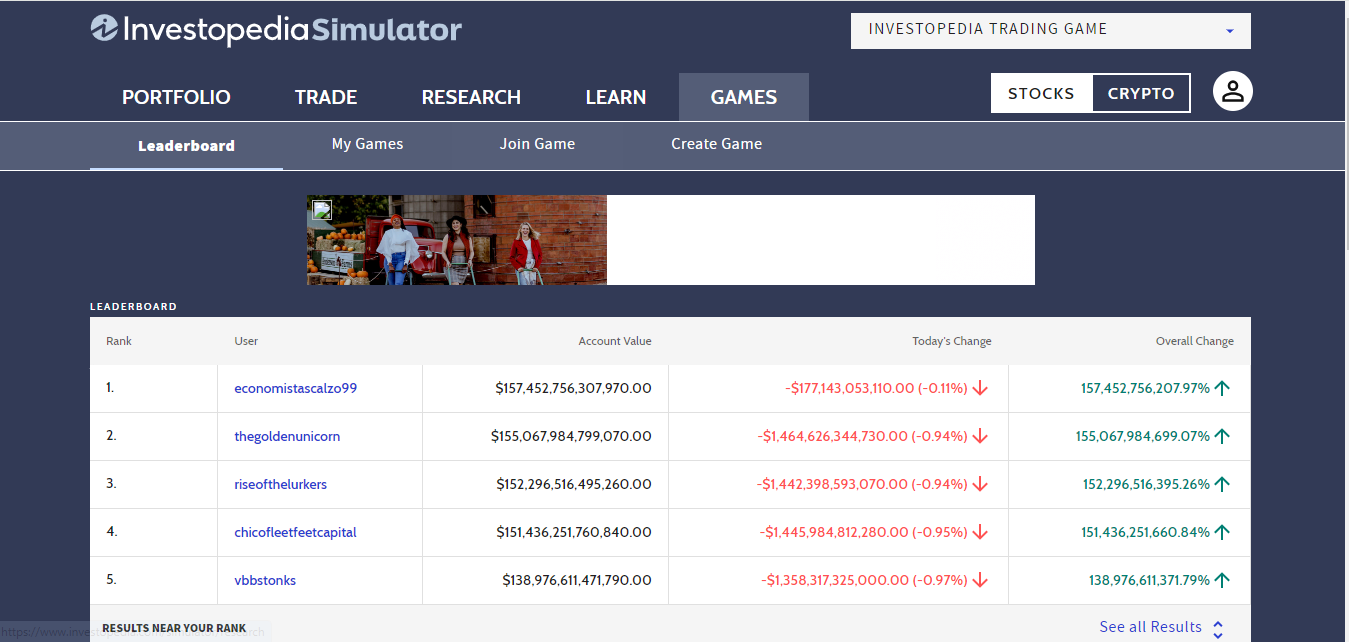 InvestopediaSimulator
INVESTOPEDIA TRADING GAME
PORTFOLIO TRADE RESEARCH LEARN GAMES STOCKS CRYPTO
Leaderboard My Games Join Game Create Game
LEADERBOARD
Rank User Account Value Today's Change Overall Change
1. economistascalzo99 $157,452,756,307,970.00 -$177,143,053,110.00 (-0.11%) 157,452,756,207.97%
2. thegoldenunicorn $155,067,984,799,070.00 -$1,464,626,344,730.00 (-0.94%) 155,067,984,699.07%
3. riseofthelurkers $152,296,516,495,260.00 -$1,442,398,593,070.00 (-0.94%) 152,296,516,395.26%
4. chicofleetfeetcapital $151,436,251,760,840.00 -$1,445,984,812,280.00 (-0.95%) 151,436,251,660.84%
5. vbbstonks $138,976,611,471,790.00 -$1,358,317,325,000.00 (-0.97%) 138,976,611,371.79%
RESULTS NEAR YOUR RANK See all Results